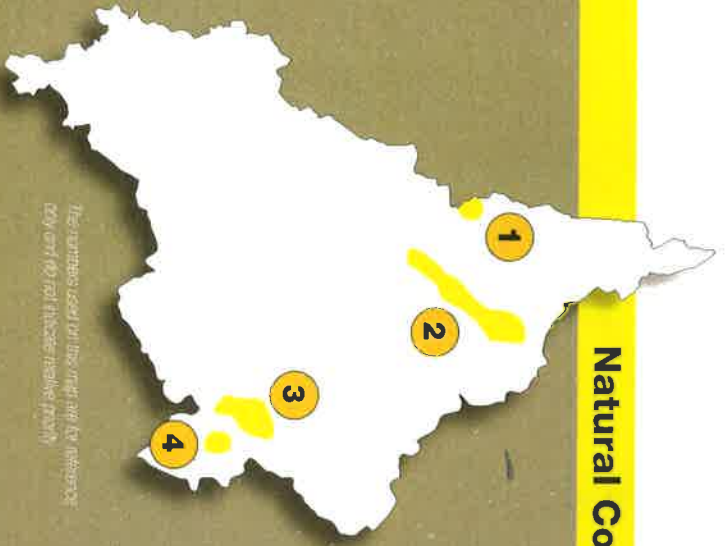 Natural Co
1
2
3
4
The numbers used on this map are for reference
only and do not indicate relative priority